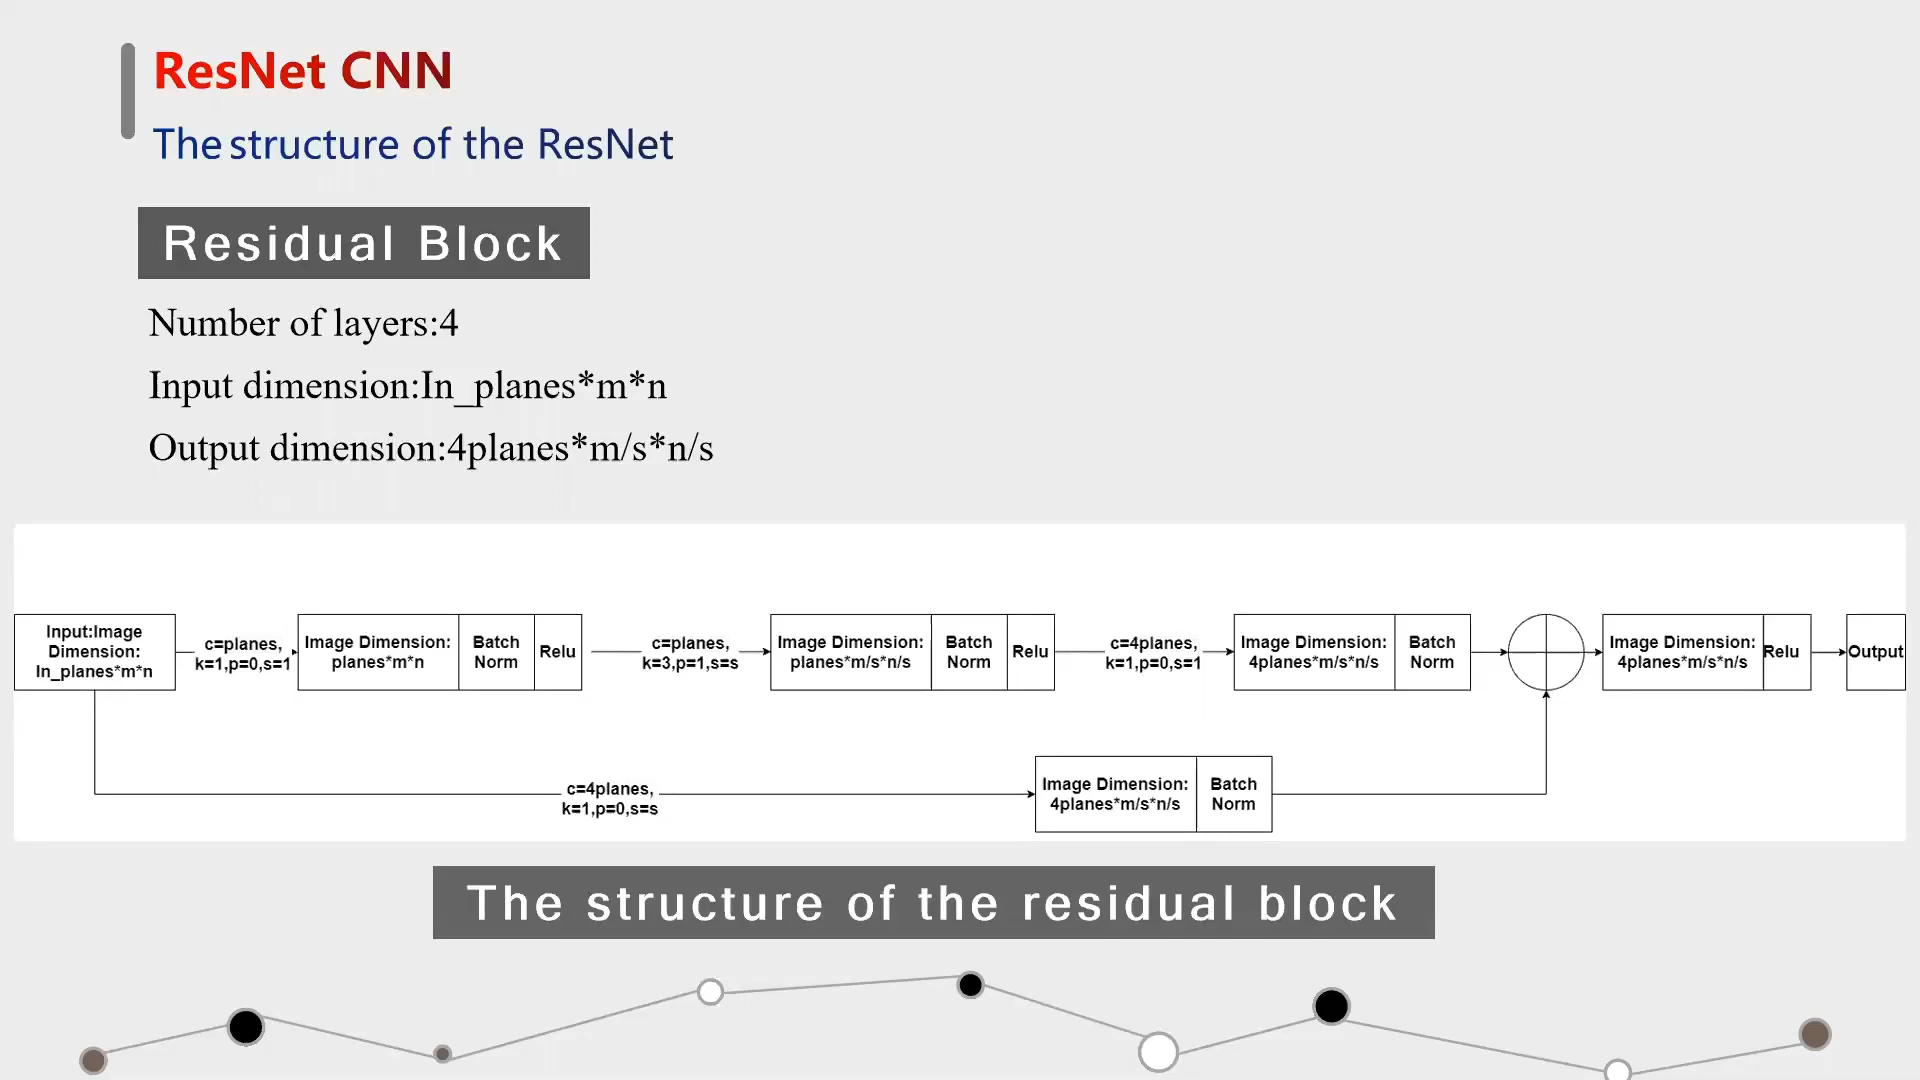 ResNet CNN
The structure of the ResNet
Residual Block
Number of layers:4
Input dimension:In_planes*m*n
Output dimension:4planes*m/s*n/s
Input:Image
Dimension:
In_planes*m*n
c=planes,
k=1,p=0,s=1
Image Dimension:
planes*m*n
Batch
Norm
Relu
c=planes,
k=3,p=1,s=s
Image Dimension:
planes*m/s*n/s
Batch
Norm
Relu
c=4planes,
k=1,p=0,s=1
Image Dimension:
4planes*m/s*n/s
Batch
Norm
Image Dimension:
4planes*m/s*n/s
Relu
Output
c=4planes,
k=1,p=0,s=s
Image Dimension:
4planes*m/s*n/s
Batch
Norm
The structure of the residual block